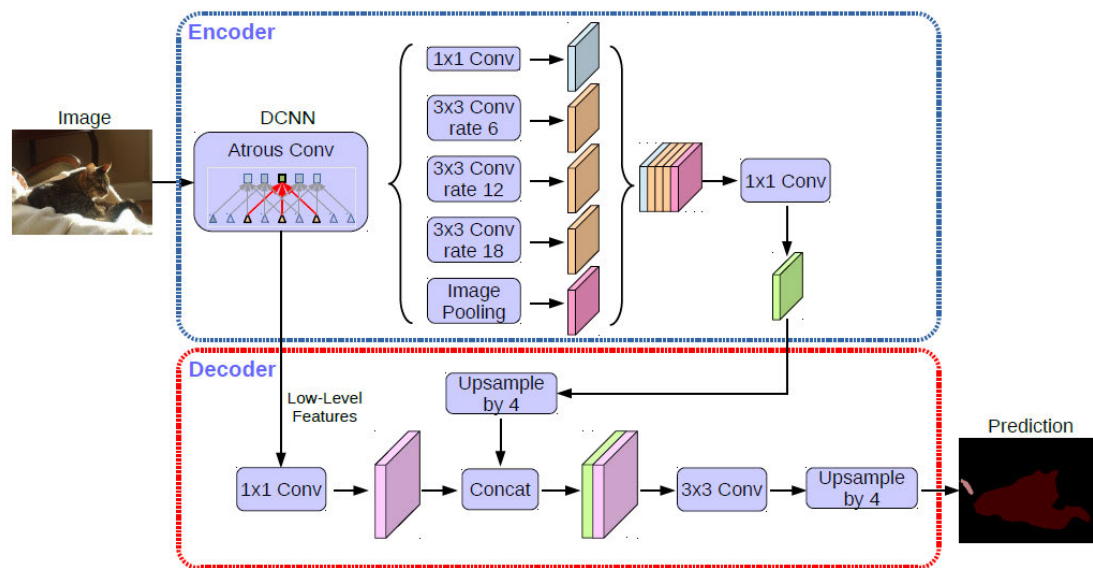 Encoder
Image
DCNN
Atrous Conv
1x1 Conv
3x3 Conv
rate 6
3x3 Conv
rate 12
3x3 Conv
rate 18
Image
Pooling
1x1 Conv
Decoder
Low-Level
Features
Upsample
by 4
1x1 Conv
Concat
3x3 Conv
Upsample
by 4
Prediction